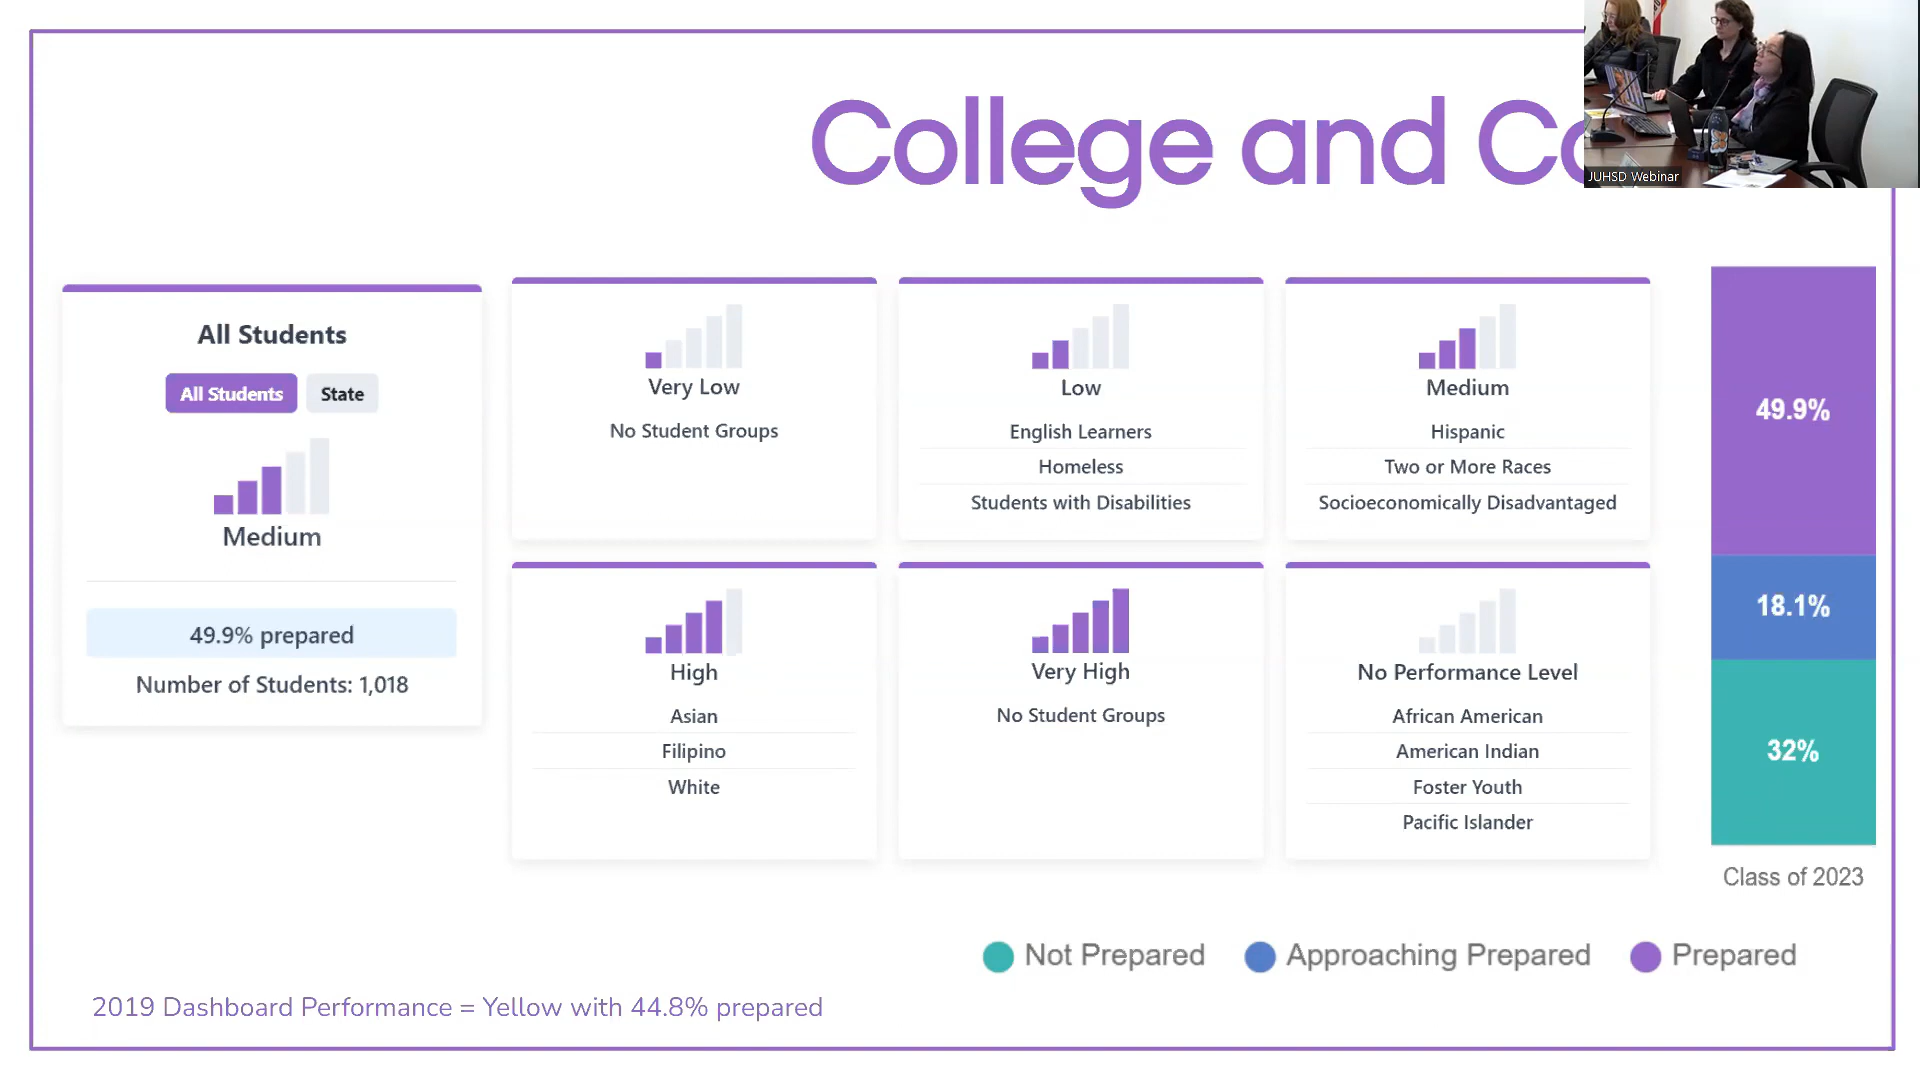 College and C
JUHSD Webinar
All Students
All Students
State
Medium
49.9% prepared
Number of Students: 1,018
Very Low
No Student Groups
Low
English Learners
Homeless
Students with Disabilities
Medium
Hispanic
Two or More Races
Socioeconomically Disadvantaged
High
Asian
Filipino
White
Very High
No Student Groups
No Performance Level
African American
American Indian
Foster Youth
Pacific Islander
49.9%
18.1%
32%
Class of 2023
Not Prepared
Approaching Prepared
Prepared
2019 Dashboard Performance = Yellow with 44.8% prepared